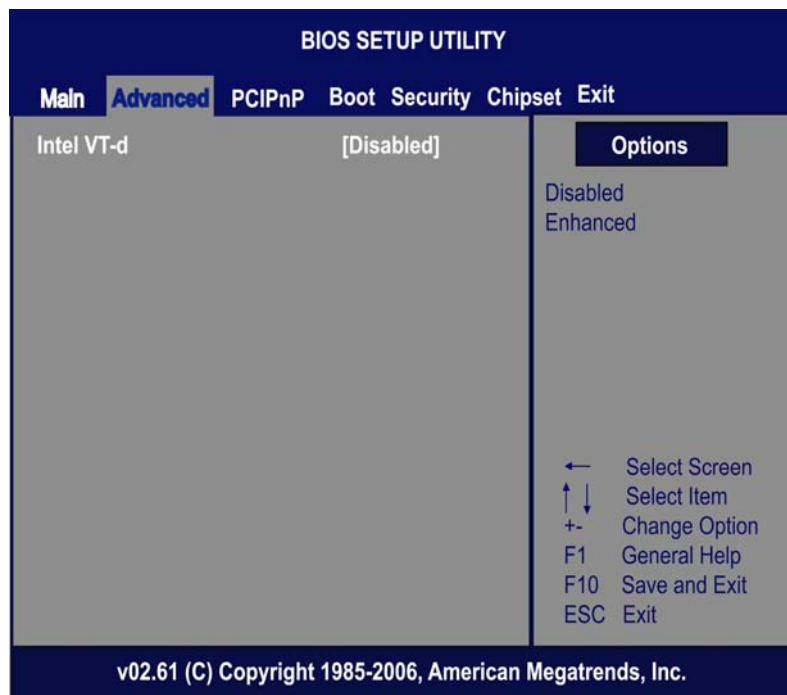 BIOS SETUP UTILITY
Main Advanced PCIPnP Boot Security Chipset Exit
Intel VT-d [Disabled]
Options
Disabled
Enhanced
← Select Screen
↑↓ Select Item
+- Change Option
F1 General Help
F10 Save and Exit
ESC Exit
v02.61 (C) Copyright 1985-2006, American Megatrends, Inc.